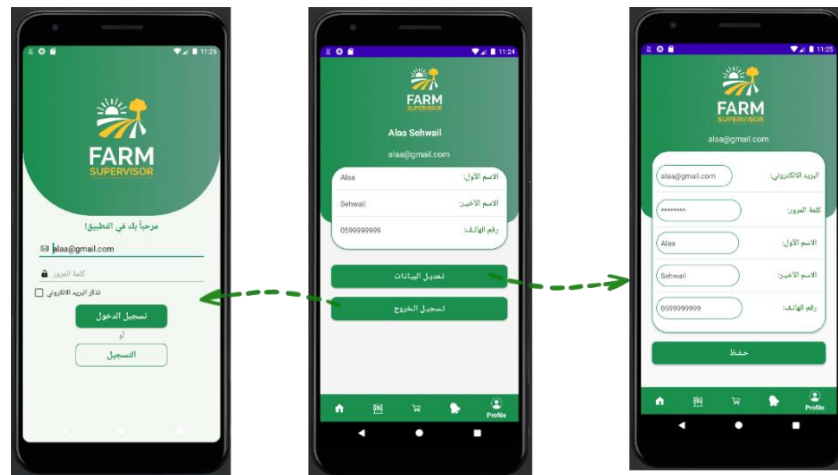 11:25
FARM
SUPERVISOR
مرحباً بك في التطبيق!
alaa@gmail.com
كلمة المرور
تذكر البريد الالكتروني
تسجيل الدخول
أو
التسجيل
11:24
FARM
SUPERVISOR
Alaa Sehwail
alaa@gmail.com
الاسم الأول: Alaa
الاسم الأخير: Sehwail
رقم الهاتف: 0599999999
تعديل البيانات
تسجيل الخروج
Profile
11:25
FARM
SUPERVISOR
alaa@gmail.com
البريد الالكتروني: alaa@gmail.com
كلمة المرور: ********
الاسم الأول: Alaa
الاسم الأخير: Sehwail
رقم الهاتف: 0599999999
حفظ
Profile